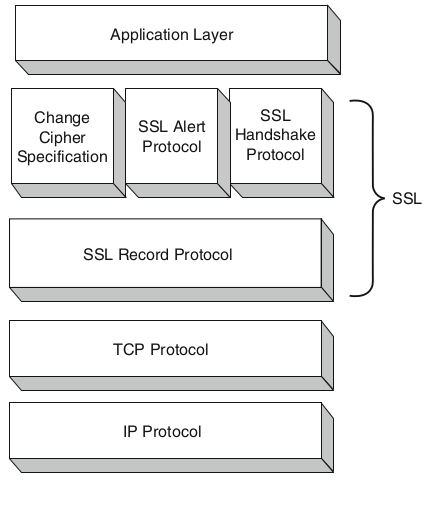 Application Layer
Change
Cipher
Specification
SSL Alert
Protocol
SSL
Handshake
Protocol
SSL
SSL Record Protocol
TCP Protocol
IP Protocol